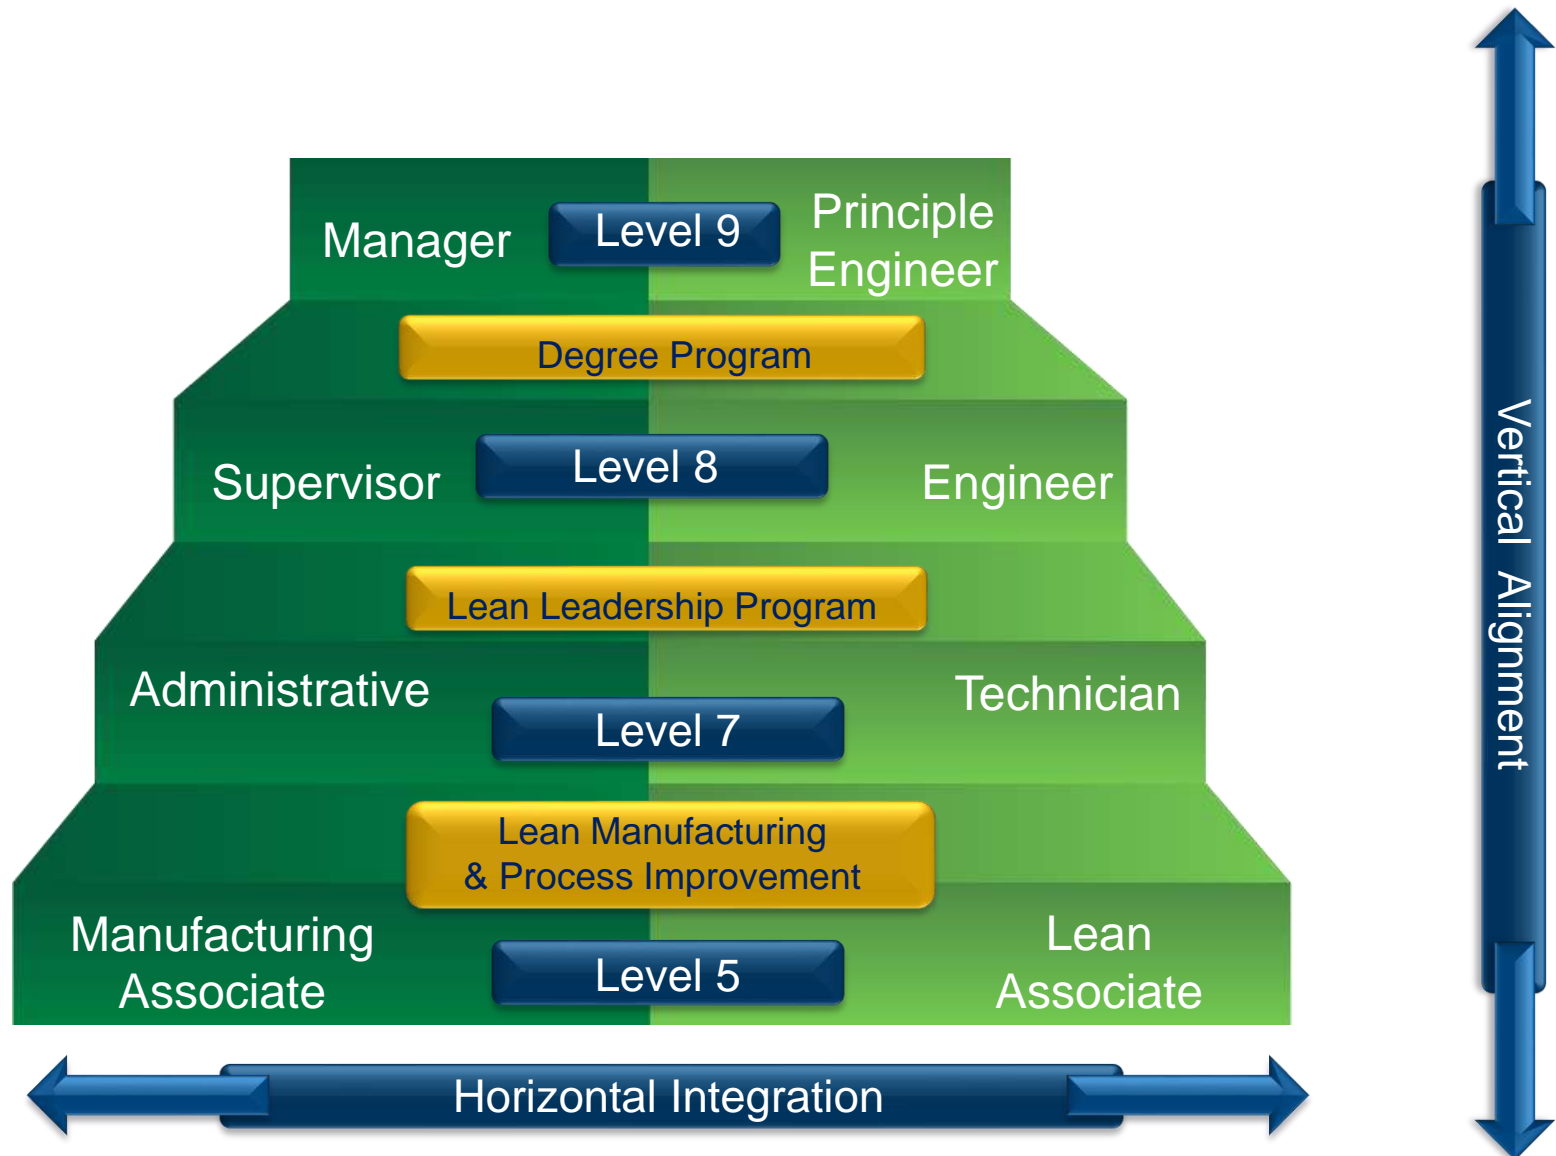 Manager
Level 9
Principle
Engineer
Degree Program
Supervisor
Level 8
Engineer
Lean Leadership Program
Administrative
Level 7
Technician
Lean Manufacturing
& Process Improvement
Manufacturing
Associate
Level 5
Lean
Associate
Horizontal Integration
Vertical Alignment